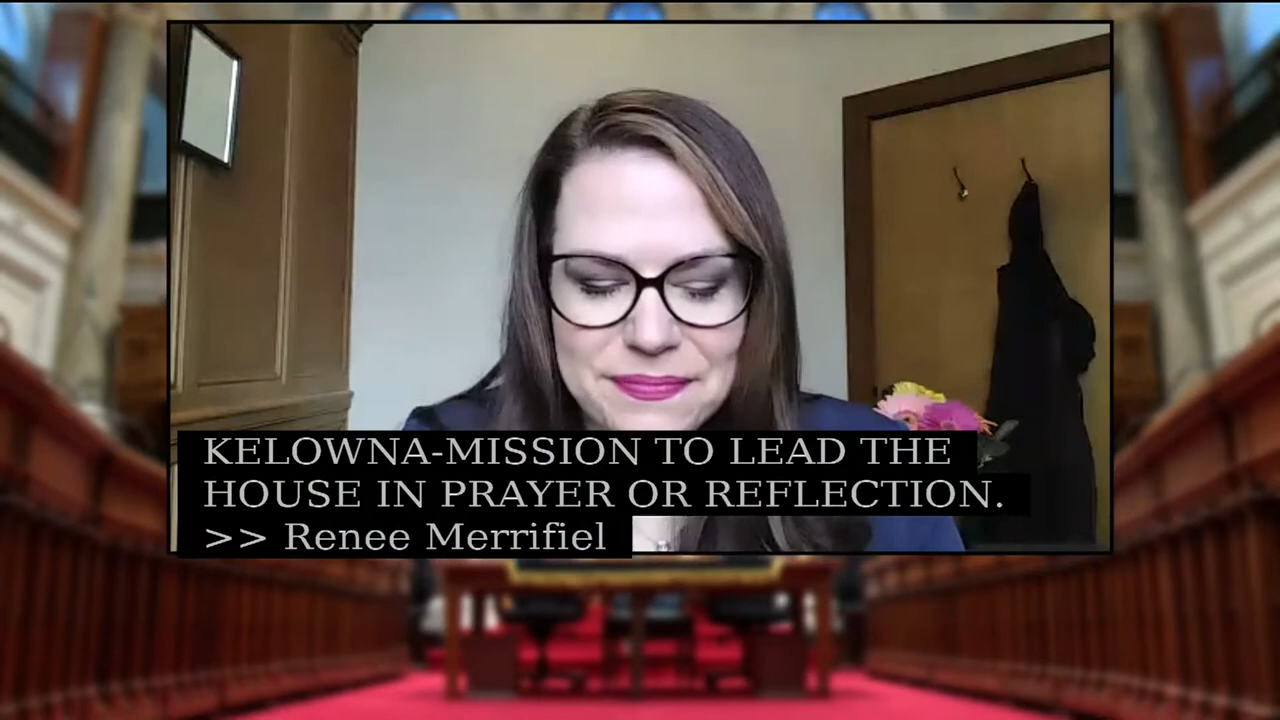 KELOWNA-MISSION TO LEAD THE
HOUSE IN PRAYER OR REFLECTION.
>> Renee Merrifiel